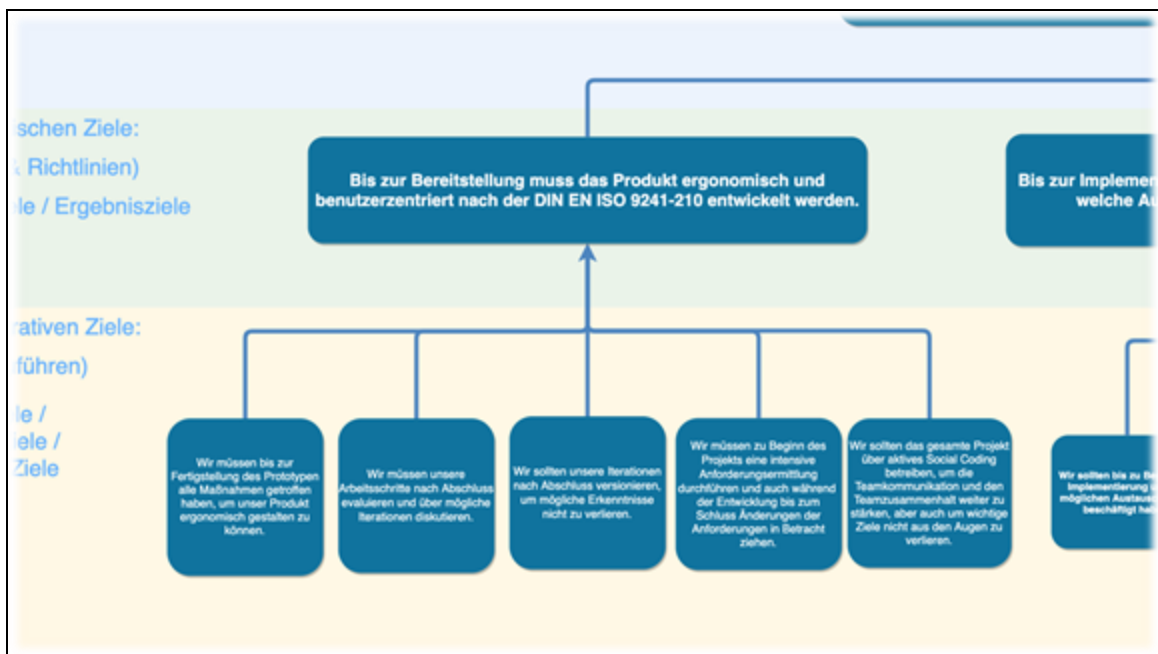 schen Ziele:
& Richtlinien)
le / Ergebnisziele
Bis zur Bereitstellung muss das Produkt ergonomisch und
benutzerzentriert nach der DIN EN ISO 9241-210 entwickelt werden.
Bis zur Implemen
welche Au
rativen Ziele:
führen)
le /
ele /
Ziele
Wir müssen bis zur
Fertigstellung des Prototypen
alle Maßnahmen getroffen
haben, um unser Produkt
ergonomisch gestalten zu
können.
Wir müssen unsere
Arbeitsschritte nach Abschluss
evaluieren und über mögliche
Iterationen diskutieren.
Wir sollten unsere Iterationen
nach Abschluss versionieren,
um mögliche Erkenntnisse
nicht zu verlieren.
Wir müssen zu Beginn des
Projekts eine intensive
Anforderungsermittlung
durchführen und auch während
der Entwicklung bis zum
Schluss Änderungen der
Anforderungen in Betracht
ziehen.
Wir sollten das gesamte Projekt
über aktives Social Coding
betreiben, um die
Teamkommunikation und den
Teamzusammenhalt weiter zu
stärken, aber auch um wichtige
Ziele nicht aus den Augen zu
verlieren.
Wir sollten bis zu Be
Implementierung u
möglichen Austausc
beschäftigt hab